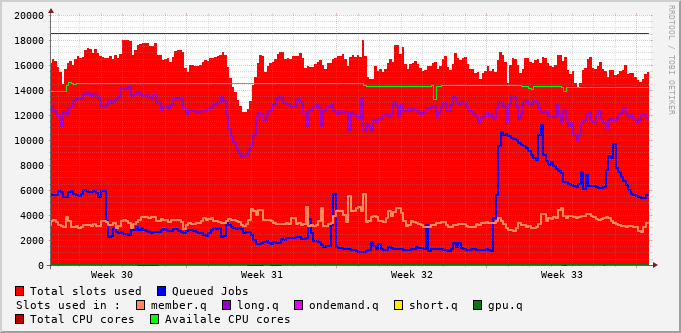 20000
18000
16000
14000
12000
10000
8000
6000
4000
2000
0
Week 30 Week 31 Week 32 Week 33
RRDTOOL / TOBI OETIKER
Total slots used Queued Jobs
Slots used in : member.q long.q ondemand.q short.q gpu.q
Total CPU cores Availale CPU cores